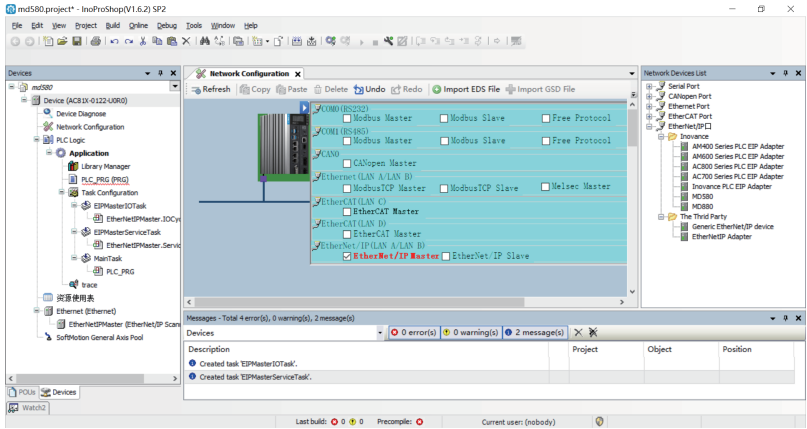 md580.project* - InoProShop(V1.6.2) SP2
File Edit View Project Build Online Debug Tools Window Help
Devices
md580
Device (AC81X-0122-U0R0)
Device Diagnose
Network Configuration
PLC Logic
Application
Library Manager
PLC_PRG (PRG)
Task Configuration
EIPMasterIOTask
EtherNetIPMaster.IOCyc
EIPMasterServiceTask
EtherNetIPMaster.Servic
MainTask
PLC_PRG
trace
资源使用表
Ethernet (Ethernet)
EtherNetIPMaster (EtherNet/IP Scann
SoftMotion General Axis Pool
POUs Devices
Watch2
Network Configuration
Refresh Copy Paste Delete Undo Redo Import EDS File Import GSD File
COM0(RS232)
Modbus Master Modbus Slave Free Protocol
COM1(RS485)
Modbus Master Modbus Slave Free Protocol
CAN0
CANopen Master
Ethernet(LAN A/LAN B)
ModbusTCP Master ModbusTCP Slave Melsec Master
EtherCAT(LAN C)
EtherCAT Master
EtherCAT(LAN D)
EtherCAT Master
EtherNet/IP(LAN A/LAN B)
EtherNet/IP Master EtherNet/IP Slave
Messages - Total 4 error(s), 0 warning(s), 2 message(s)
Devices 0 error(s) 0 warning(s) 2 message(s)
Description Project Object Position
Created task 'EIPMasterIOTask'.
Created task 'EIPMasterServiceTask'.
Network Devices List
Serial Port
CANopen Port
Ethernet Port
EtherCAT Port
EtherNet/IP口
Inovance
AM400 Series PLC EIP Adapter
AM600 Series PLC EIP Adapter
AC800 Series PLC EIP Adapter
AC700 Series PLC EIP Adapter
Inovance PLC EIP Adapter
MD580
MD880
The Third Party
Generic EtherNet/IP device
EtherNetIP Adapter
Last build: 0 0 Precompile: Current user: (nobody)